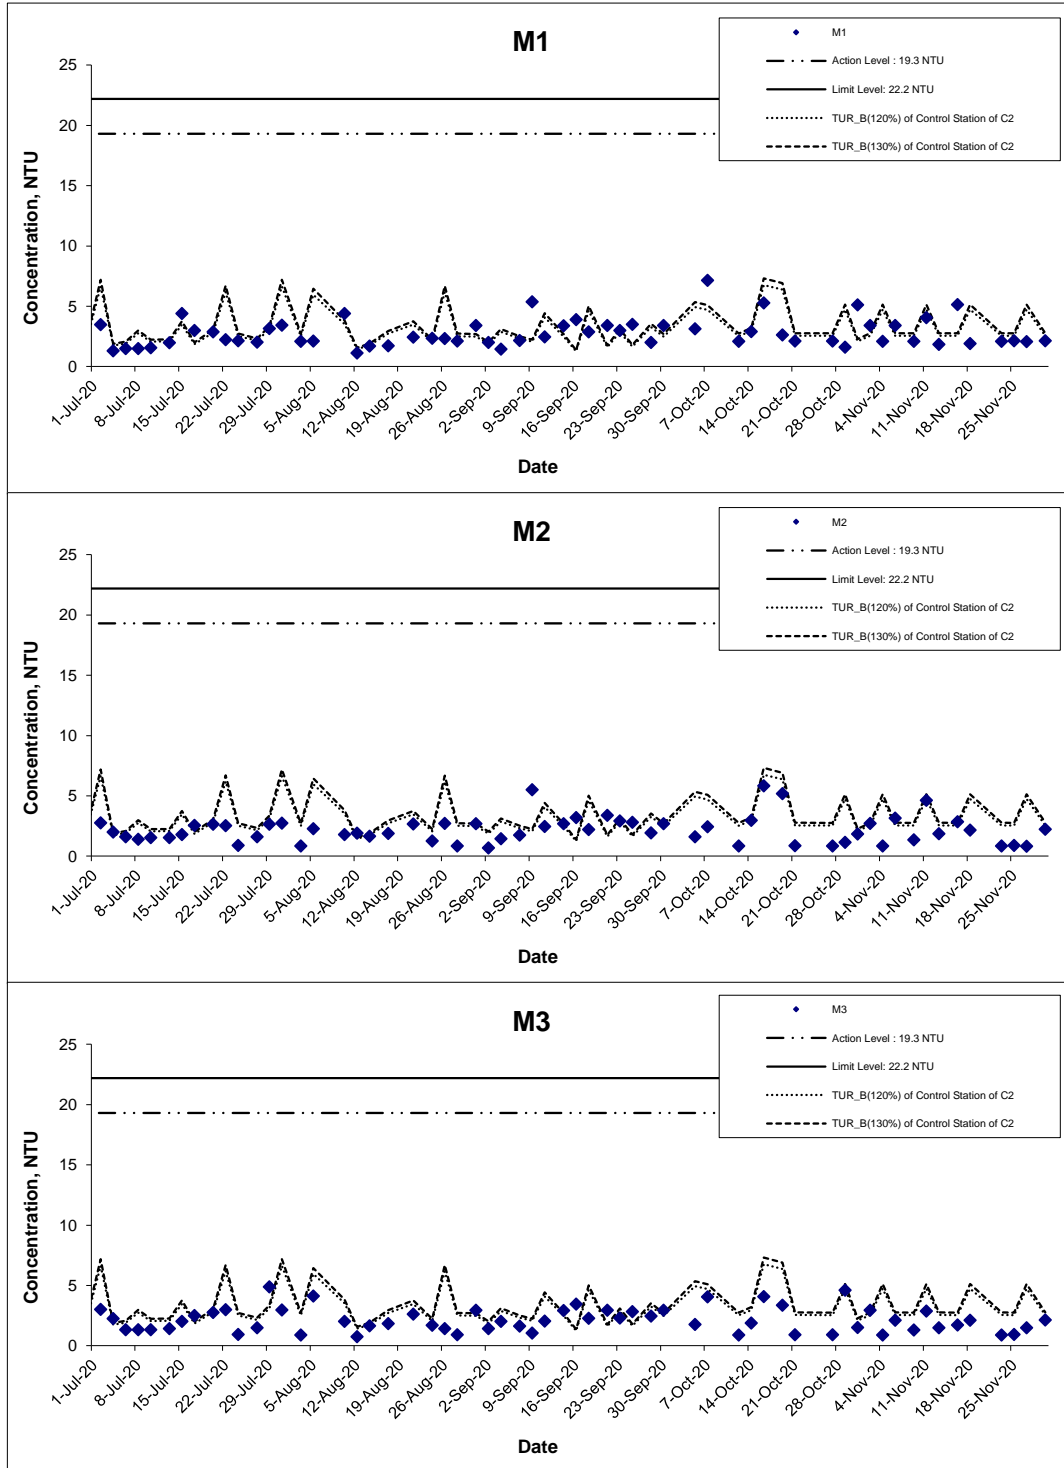 M1
M1
Action Level : 19.3 NTU
Limit Level: 22.2 NTU
TUR_B(120%) of Control Station of C2
TUR_B(130%) of Control Station of C2
Concentration, NTU
25
20
15
10
5
0
1-Jul-20
8-Jul-20
15-Jul-20
22-Jul-20
29-Jul-20
5-Aug-20
12-Aug-20
19-Aug-20
26-Aug-20
2-Sep-20
9-Sep-20
16-Sep-20
23-Sep-20
30-Sep-20
7-Oct-20
14-Oct-20
21-Oct-20
28-Oct-20
4-Nov-20
11-Nov-20
18-Nov-20
25-Nov-20
Date
M2
M2
Action Level : 19.3 NTU
Limit Level: 22.2 NTU
TUR_B(120%) of Control Station of C2
TUR_B(130%) of Control Station of C2
Concentration, NTU
25
20
15
10
5
0
1-Jul-20
8-Jul-20
15-Jul-20
22-Jul-20
29-Jul-20
5-Aug-20
12-Aug-20
19-Aug-20
26-Aug-20
2-Sep-20
9-Sep-20
16-Sep-20
23-Sep-20
30-Sep-20
7-Oct-20
14-Oct-20
21-Oct-20
28-Oct-20
4-Nov-20
11-Nov-20
18-Nov-20
25-Nov-20
Date
M3
M3
Action Level : 19.3 NTU
Limit Level: 22.2 NTU
TUR_B(120%) of Control Station of C2
TUR_B(130%) of Control Station of C2
Concentration, NTU
25
20
15
10
5
0
1-Jul-20
8-Jul-20
15-Jul-20
22-Jul-20
29-Jul-20
5-Aug-20
12-Aug-20
19-Aug-20
26-Aug-20
2-Sep-20
9-Sep-20
16-Sep-20
23-Sep-20
30-Sep-20
7-Oct-20
14-Oct-20
21-Oct-20
28-Oct-20
4-Nov-20
11-Nov-20
18-Nov-20
25-Nov-20
Date